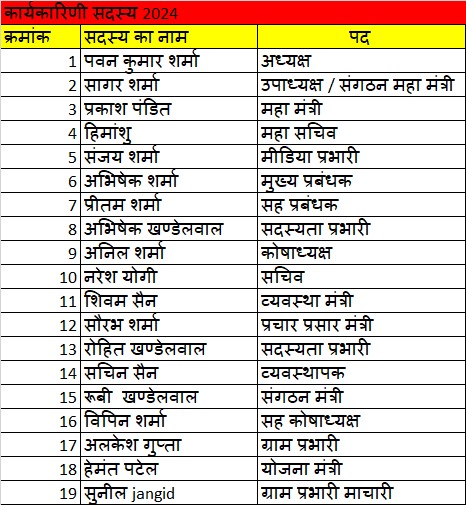 कार्यकारिणी सदस्य 2024
क्रमांक सदस्य का नाम पद
1 पवन कुमार शर्मा अध्यक्ष
2 सागर शर्मा उपाध्यक्ष / संगठन महा मंत्री
3 प्रकाश पंडित महा मंत्री
4 हिमांशु महा सचिव
5 संजय शर्मा मीडिया प्रभारी
6 अभिषेक शर्मा मुख्य प्रबंधक
7 प्रीतम शर्मा सह प्रबंधक
8 अभिषेक खण्डेलवाल सदस्यता प्रभारी
9 अनिल शर्मा कोषाध्यक्ष
10 नरेश योगी सचिव
11 शिवम सैन व्यवस्था मंत्री
12 सौरभ शर्मा प्रचार प्रसार मंत्री
13 रोहित खण्डेलवाल सदस्यता प्रभारी
14 सचिन सैन व्यवस्थापक
15 रूबी खण्डेलवाल संगठन मंत्री
16 विपिन शर्मा सह कोषाध्यक्ष
17 अलकेश गुप्ता ग्राम प्रभारी
18 हेमंत पटेल योजना मंत्री
19 सुनील jangid ग्राम प्रभारी माचारी